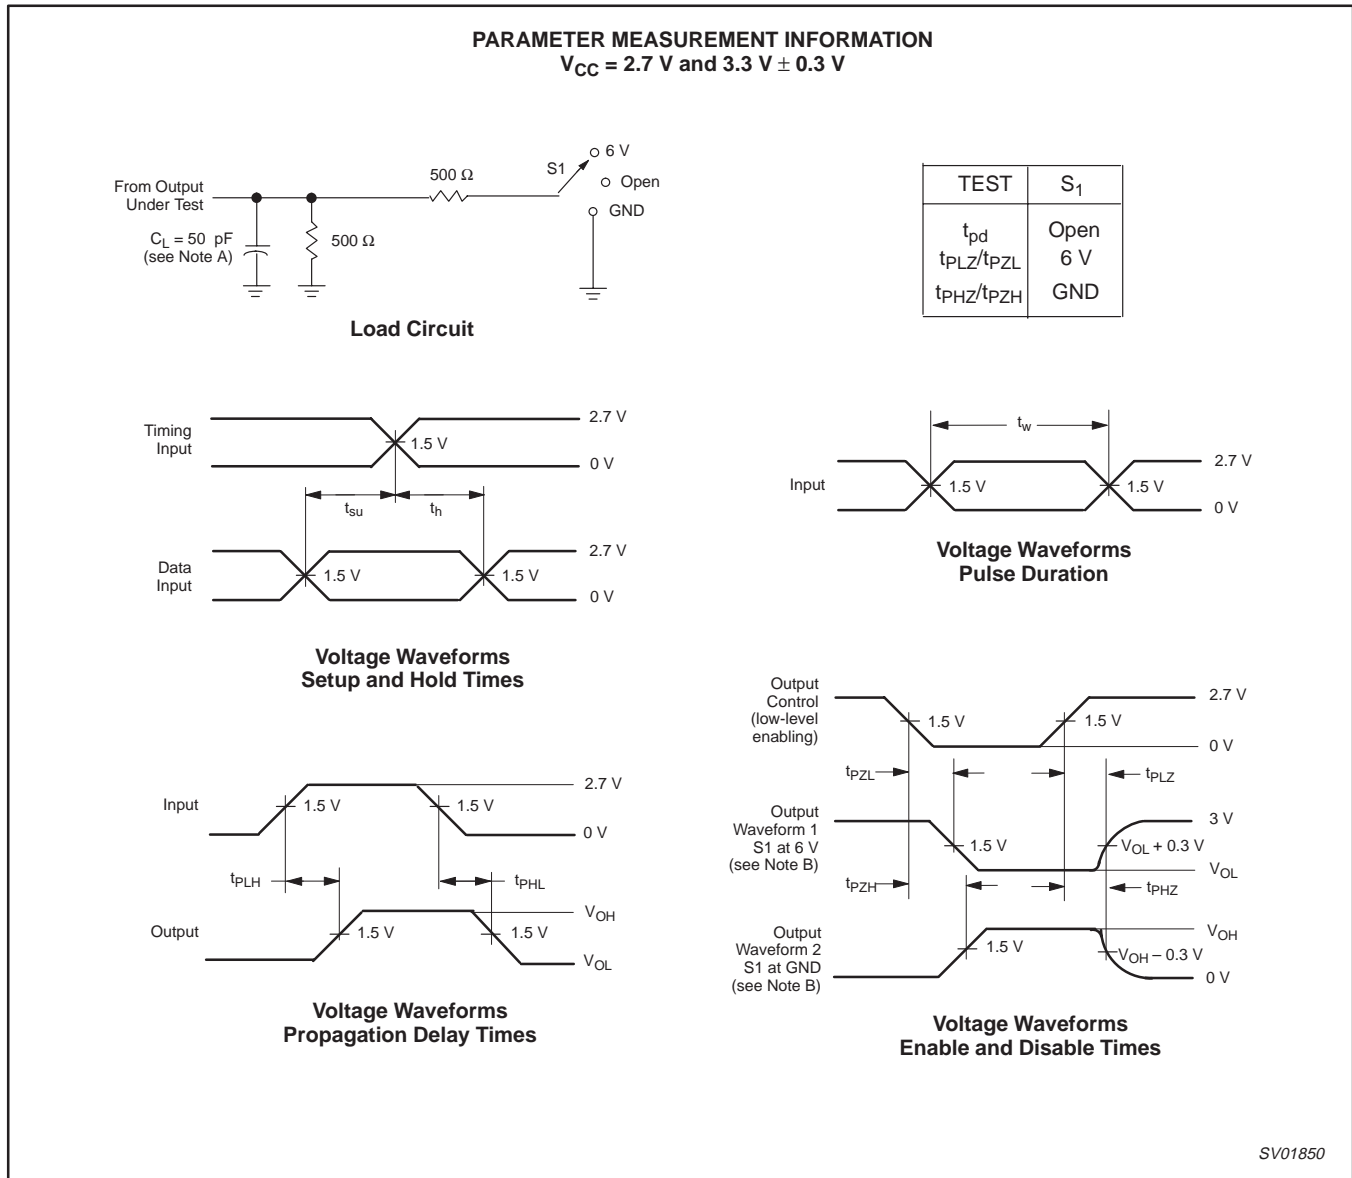 PARAMETER MEASUREMENT INFORMATION
VCC = 2.7 V and 3.3 V ± 0.3 V
6 V
S1
500 Ω
Open
From Output
Under Test
GND
CL = 50 pF
(see Note A)
500 Ω
Load Circuit
TEST S1
tpd Open
tPLZ/tPZL 6 V
tPHZ/tPZH GND
2.7 V
Timing
Input
1.5 V
0 V
tsu
th
2.7 V
Data
Input
1.5 V
1.5 V
0 V
Voltage Waveforms
Setup and Hold Times
tw
2.7 V
Input
1.5 V
1.5 V
0 V
Voltage Waveforms
Pulse Duration
2.7 V
Input
1.5 V
1.5 V
0 V
tPLH
tPHL
VOH
Output
1.5 V
1.5 V
VOL
Voltage Waveforms
Propagation Delay Times
Output
Control
(low-level
enabling)
2.7 V
1.5 V
1.5 V
0 V
tPZL
tPLZ
Output
Waveform 1
S1 at 6 V
(see Note B)
3 V
1.5 V
VOL + 0.3 V
VOL
tPZH
tPHZ
Output
Waveform 2
S1 at GND
(see Note B)
VOH
1.5 V
VOH – 0.3 V
0 V
Voltage Waveforms
Enable and Disable Times
SV01850